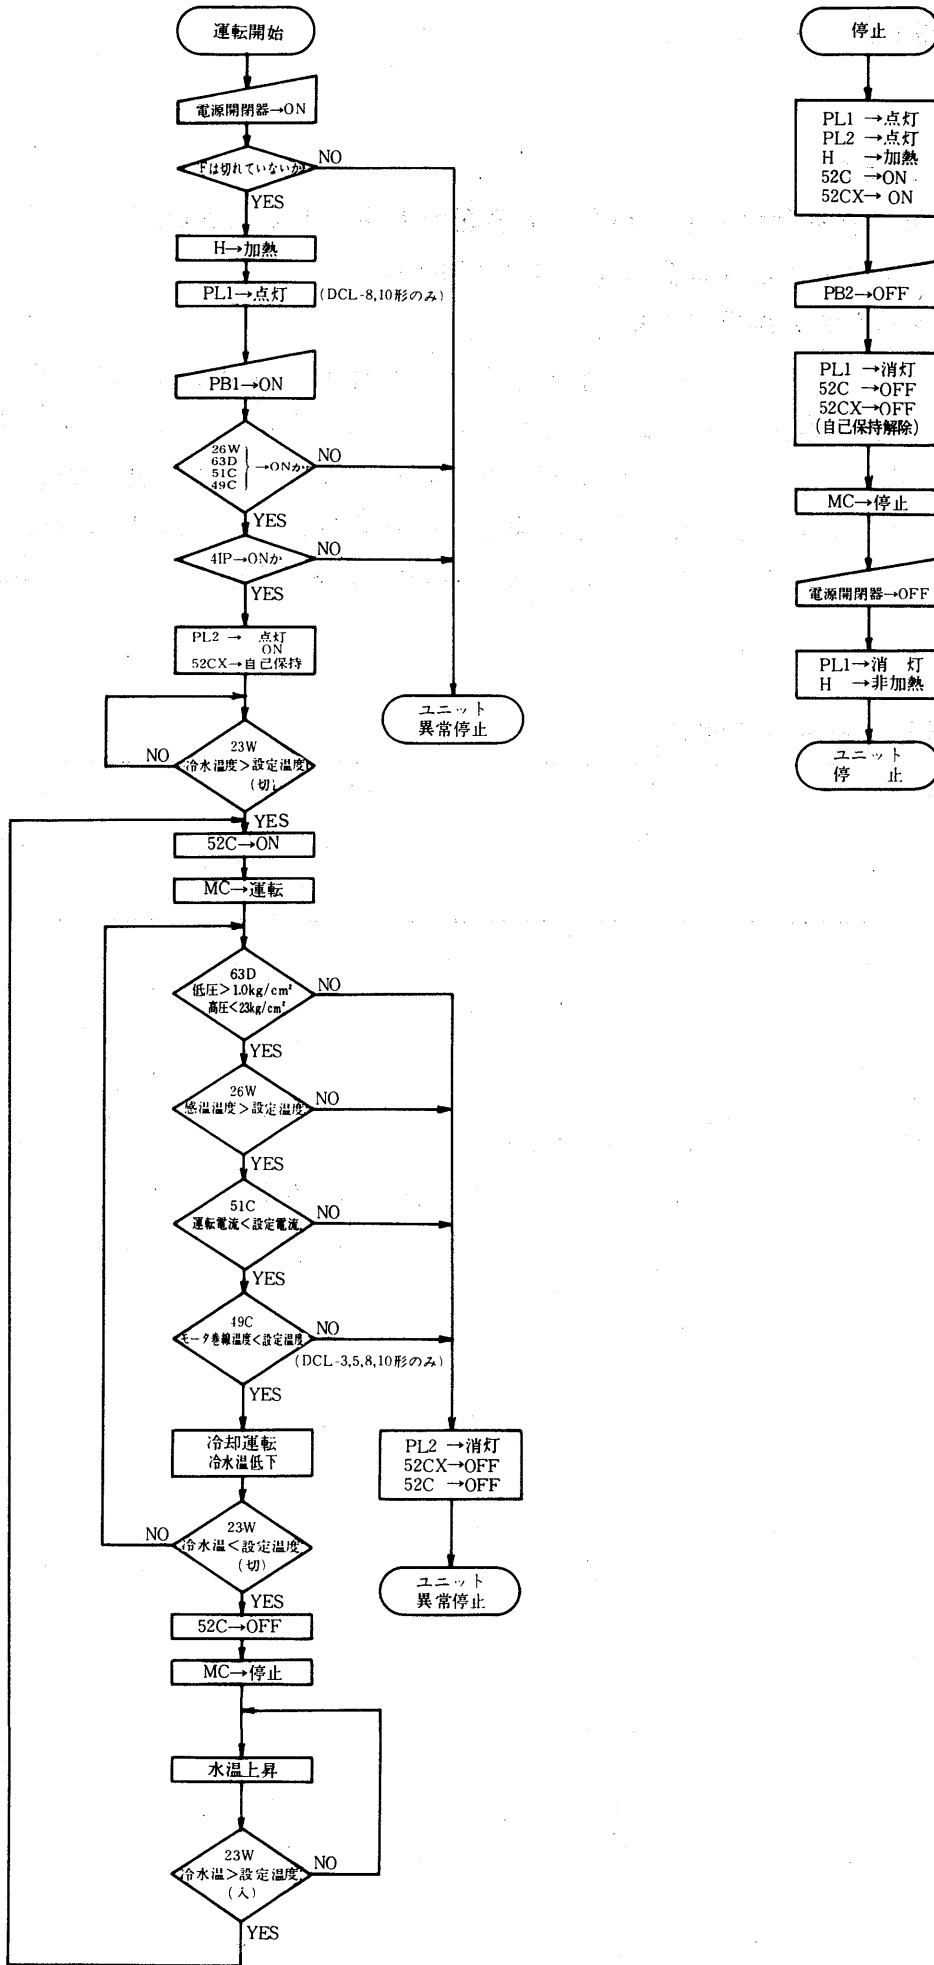 運転開始
電源開閉器→ON
Fは切れていないか
NO
YES
H→加熱
PL1→点灯
(DCL-8,10形のみ)
PB1→ON
26W
63D
51C
49C
→ONか
NO
YES
4IP→ONか
NO
YES
PL2 → 点灯
ON
52CX→自己保持
ユニット
異常停止
23W
冷水温度>設定温度
(切)
NO
YES
52C→ON
MC→運転
63D
低圧>1.0kg/cm²
高圧<23kg/cm²
NO
YES
26W
感温温度>設定温度
NO
YES
51C
運転電流<設定電流
NO
YES
49C
モータ巻線温度<設定温度
NO
(DCL-3,5,8,10形のみ)
YES
冷却運転
冷水温低下
PL2 →消灯
52CX→OFF
52C →OFF
23W
冷水温<設定温度
(切)
NO
YES
ユニット
異常停止
52C→OFF
MC→停止
水温上昇
23W
冷水温>設定温度
(入)
NO
YES
停止
PL1 →点灯
PL2 →点灯
H →加熱
52C →ON
52CX→ON
PB2→OFF
PL1 →消灯
52C →OFF
52CX→OFF
(自己保持解除)
MC→停止
電源開閉器→OFF
PL1→消 灯
H →非加熱
ユニット
停 止